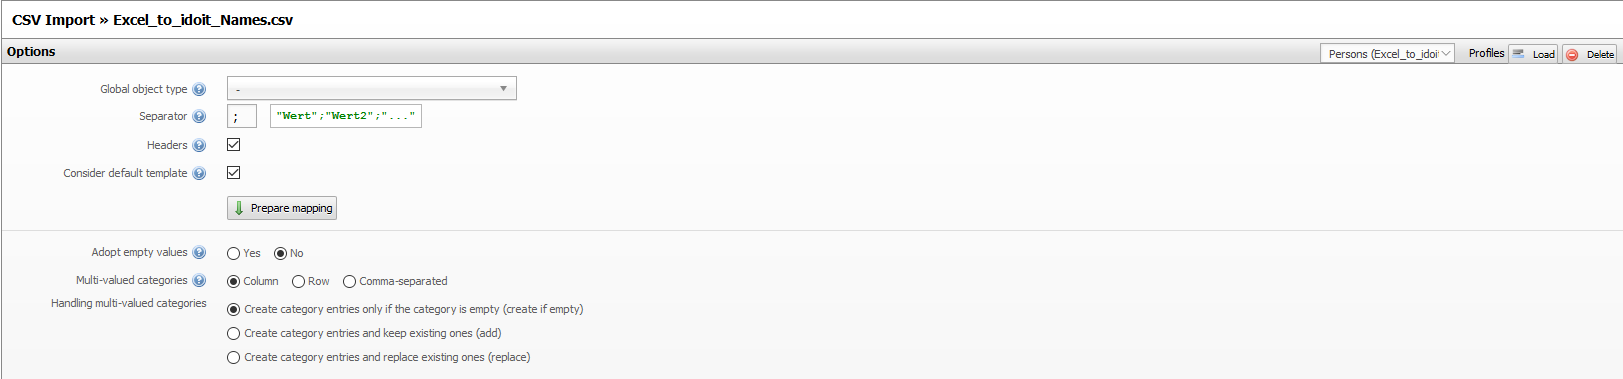 CSV Import » Excel_to_idoit_Names.csv
Options Persons (Excel_to_idoit Profiles Load Delete
Global object type -
Separator ; "Wert";"Wert2";"..."
Headers
Consider default template
Prepare mapping
Adopt empty values Yes No
Multi-valued categories Column Row Comma-separated
Handling multi-valued categories Create category entries only if the category is empty (create if empty)
Create category entries and keep existing ones (add)
Create category entries and replace existing ones (replace)